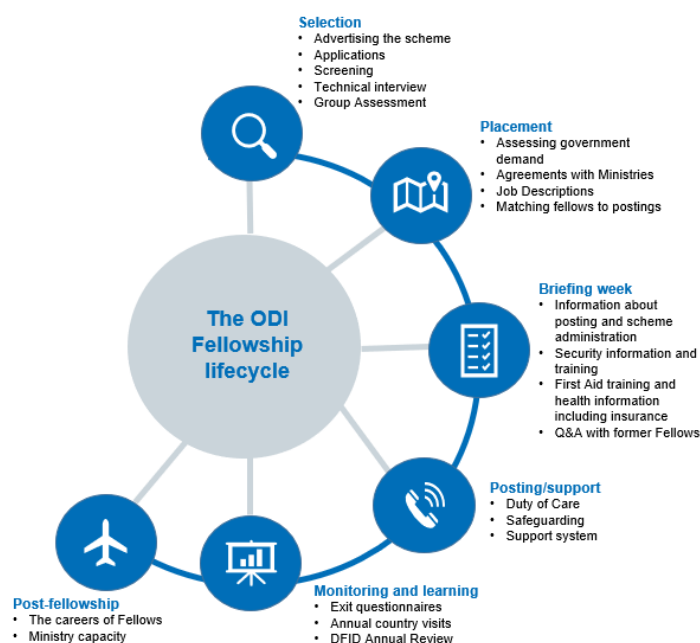 Selection
• Advertising the scheme
• Applications
• Screening
• Technical interview
• Group Assessment
Placement
• Assessing government
demand
• Agreements with Ministries
• Job Descriptions
• Matching fellows to postings
The ODI
Fellowship
lifecycle
Briefing week
• Information about
posting and scheme
administration
• Security information and
training
• First Aid training and
health information
including insurance
• Q&A with former Fellows
Posting/support
• Duty of Care
• Safeguarding
• Support system
Monitoring and learning
• Exit questionnaires
• Annual country visits
• DFID Annual Review
Post-fellowship
• The careers of Fellows
• Ministry capacity